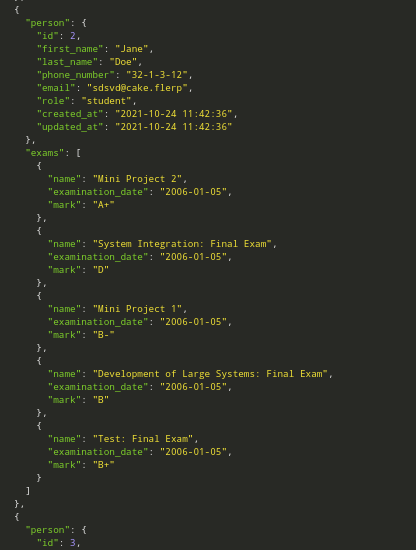 {
"person": {
"id": 2,
"first_name": "Jane",
"last_name": "Doe",
"phone_number": "32-1-3-12",
"email": "sdsvd@cake.flerp",
"role": "student",
"created_at": "2021-10-24 11:42:36",
"updated_at": "2021-10-24 11:42:36"
},
"exams": [
{
"name": "Mini Project 2",
"examination_date": "2006-01-05",
"mark": "A+"
},
{
"name": "System Integration: Final Exam",
"examination_date": "2006-01-05",
"mark": "D"
},
{
"name": "Mini Project 1",
"examination_date": "2006-01-05",
"mark": "B-"
},
{
"name": "Development of Large Systems: Final Exam",
"examination_date": "2006-01-05",
"mark": "B"
},
{
"name": "Test: Final Exam",
"examination_date": "2006-01-05",
"mark": "B+"
}
]
},
{
"person": {
"id": 3,